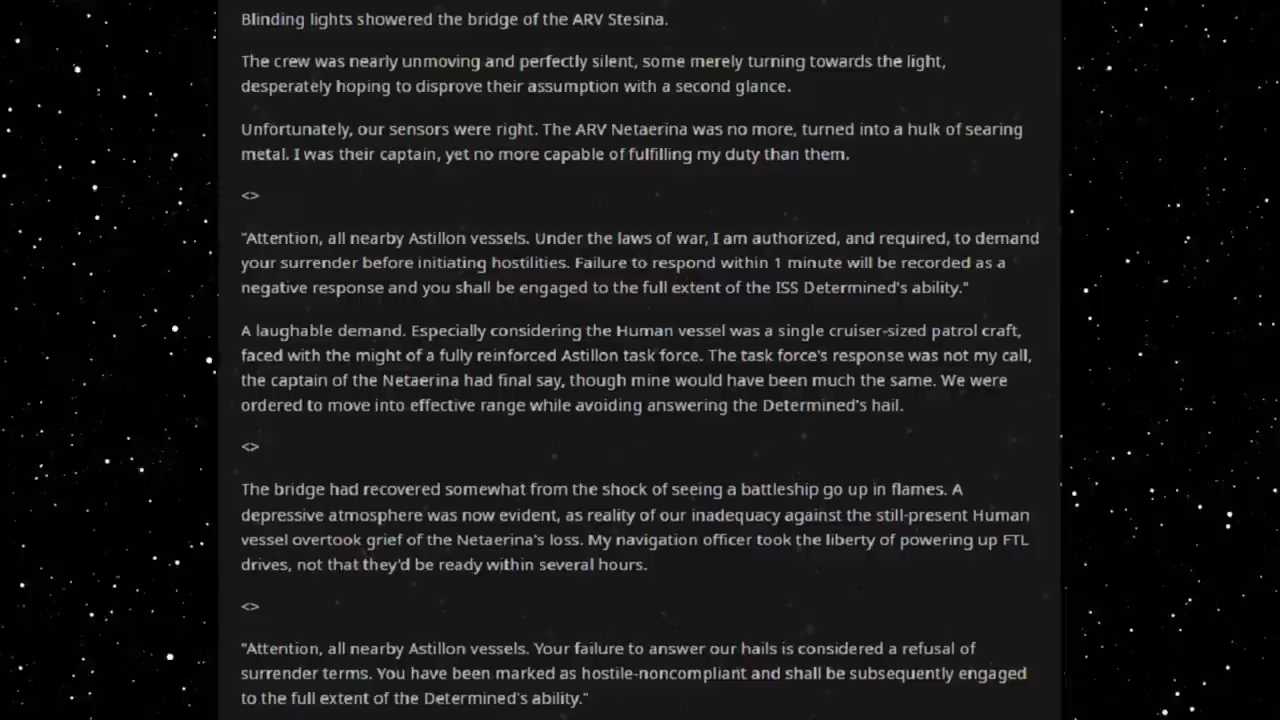 Blinding lights showered the bridge of the ARV Stesina.
The crew was nearly unmoving and perfectly silent, some merely turning towards the light,
desperately hoping to disprove their assumption with a second glance.
Unfortunately, our sensors were right. The ARV Netaerina was no more, turned into a hulk of searing
metal. I was their captain, yet no more capable of fulfilling my duty than them.
<>
"Attention, all nearby Astillon vessels. Under the laws of war, I am authorized, and required, to demand
your surrender before initiating hostilities. Failure to respond within 1 minute will be recorded as a
negative response and you shall be engaged to the full extent of the ISS Determined's ability."
A laughable demand. Especially considering the Human vessel was a single cruiser-sized patrol craft,
faced with the might of a fully reinforced Astillon task force. The task force's response was not my call,
the captain of the Netaerina had final say, though mine would have been much the same. We were
ordered to move into effective range while avoiding answering the Determined's hail.
<>
The bridge had recovered somewhat from the shock of seeing a battleship go up in flames. A
depressive atmosphere was now evident, as reality of our inadequacy against the still-present Human
vessel overtook grief of the Netaerina's loss. My navigation officer took the liberty of powering up FTL
drives, not that they'd be ready within several hours.
<>
"Attention, all nearby Astillon vessels. Your failure to answer our hails is considered a refusal of
surrender terms. You have been marked as hostile-noncompliant and shall be subsequently engaged
to the full extent of the Determined's ability."